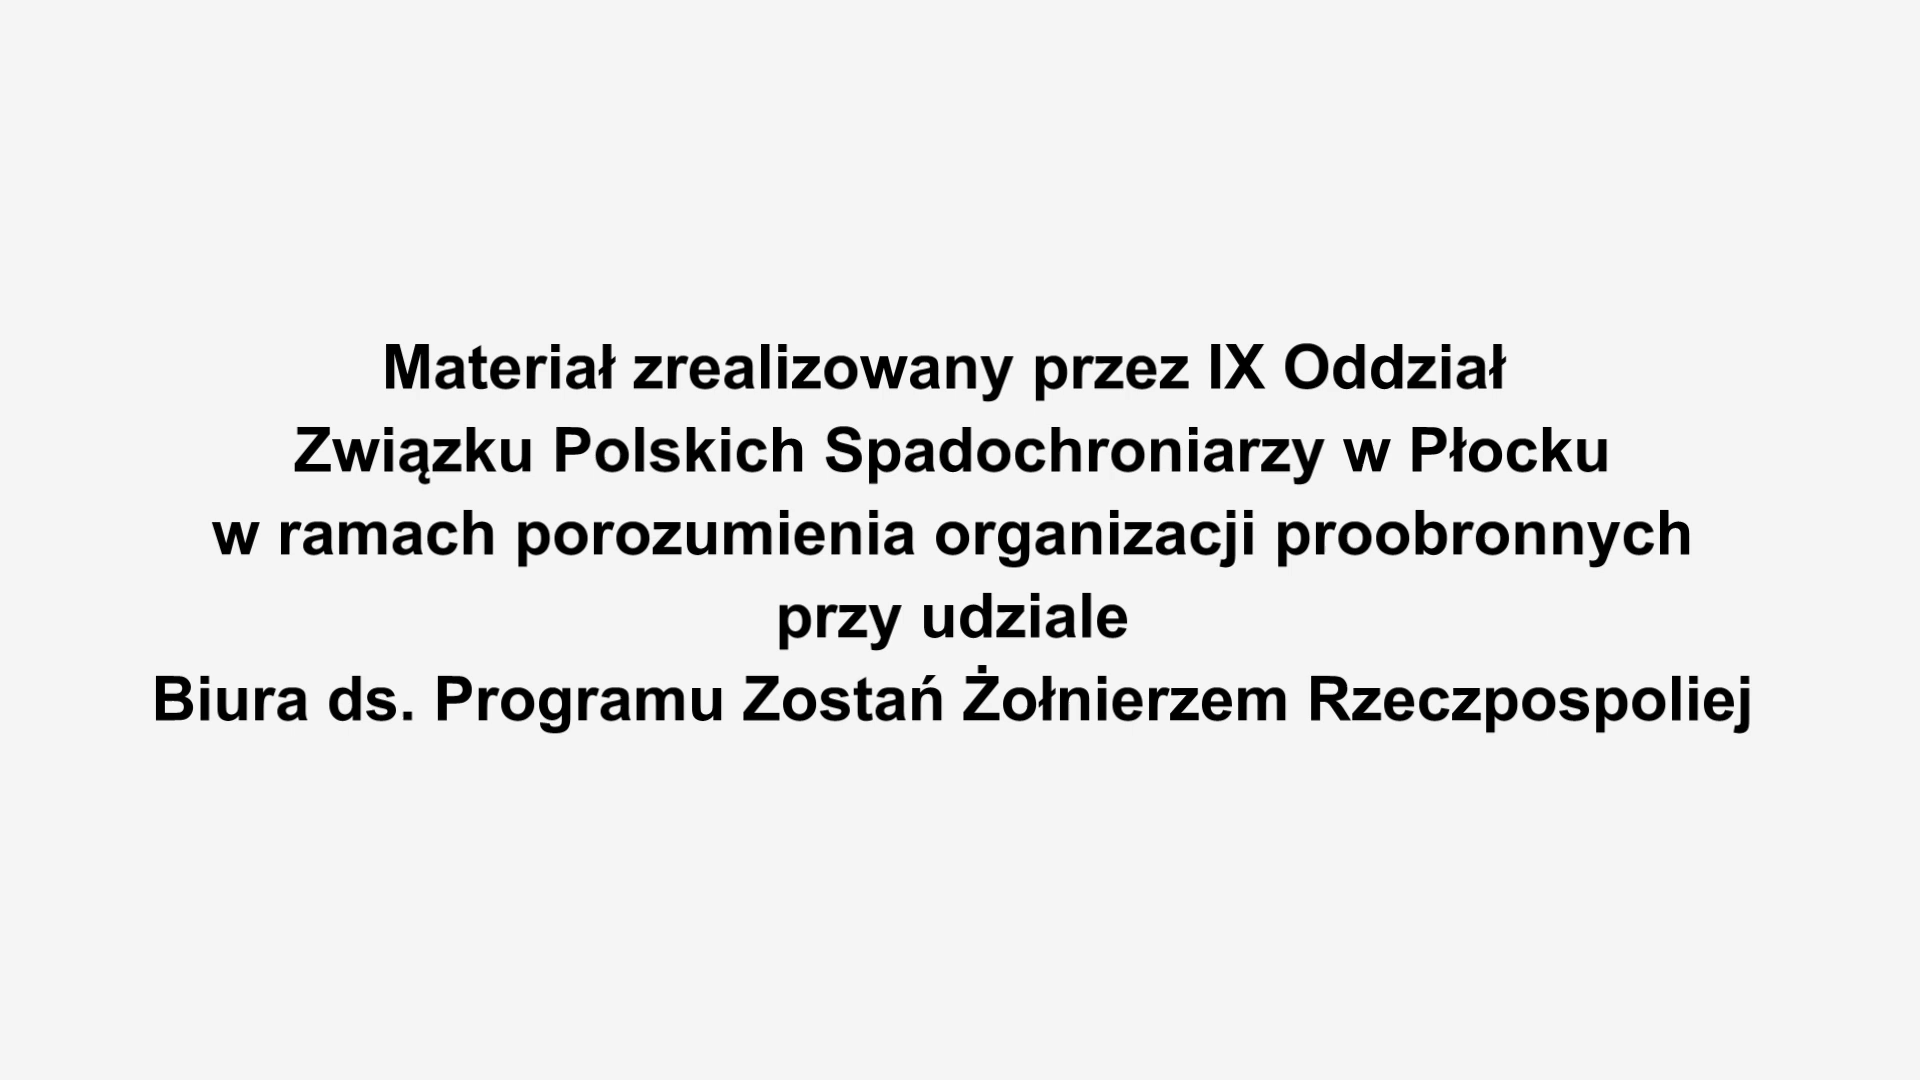 Materiał zrealizowany przez IX Oddział
Związku Polskich Spadochroniarzy w Płocku
w ramach porozumienia organizacji proobronnych
przy udziale
Biura ds. Programu Zostań Żołnierzem Rzeczpospoliej